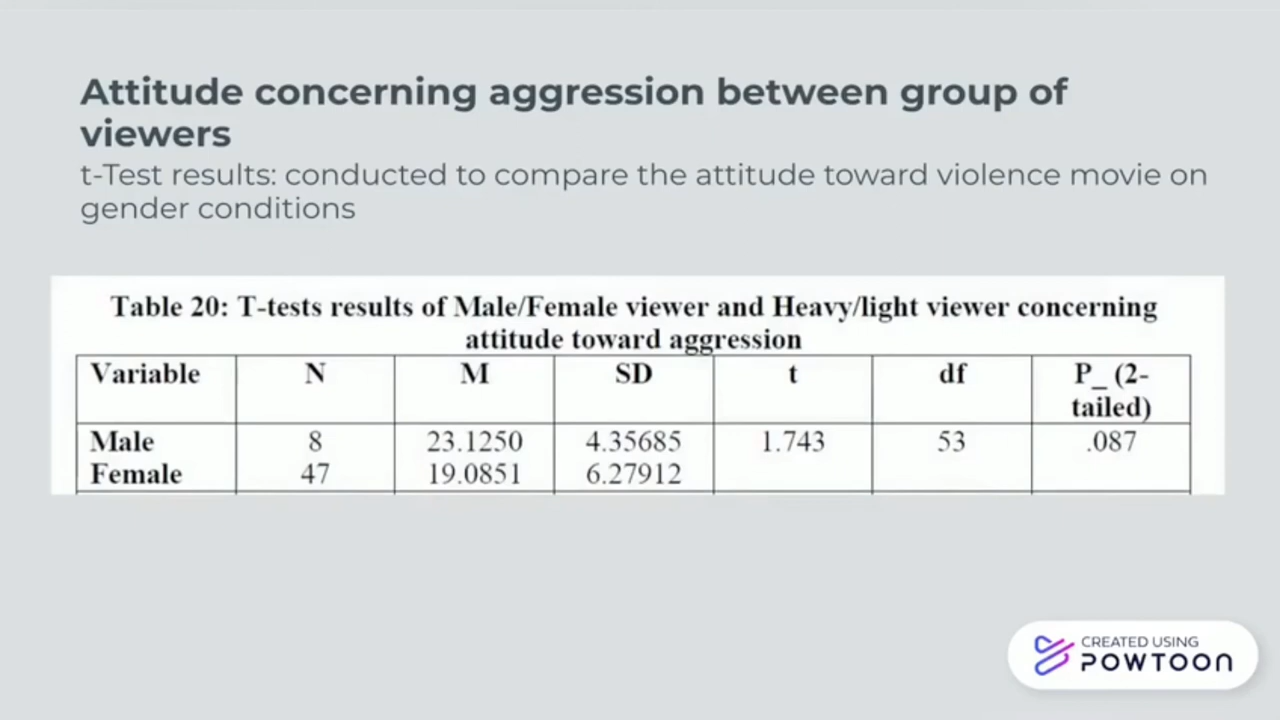 Attitude concerning aggression between group of
viewers
t-Test results: conducted to compare the attitude toward violence movie on
gender conditions
Table 20: T-tests results of Male/Female viewer and Heavy/light viewer concerning
attitude toward aggression
Variable N M SD t df P_ (2-
tailed)
Male 8 23.1250 4.35685 1.743 53 .087
Female 47 19.0851 6.27912
CREATED USING
POWTOON